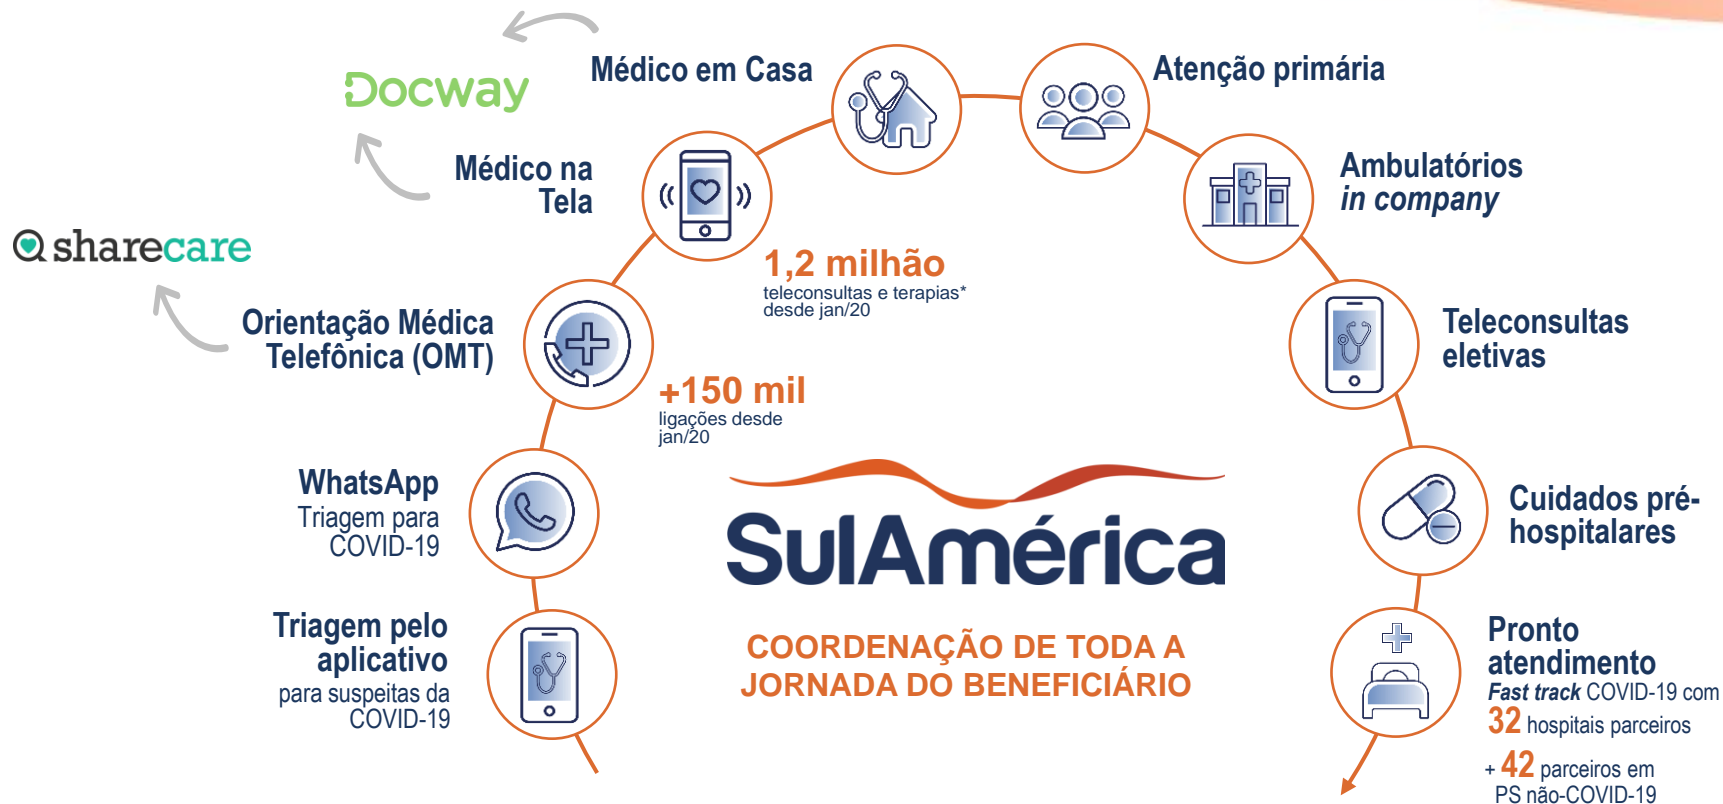 Médico em Casa
Docway
Médico na
Tela
sharecare
1,2 milhão
teleconsultas e terapias*
desde jan/20
Orientação Médica
Telefônica (OMT)
+150 mil
ligações desde
jan/20
WhatsApp
Triagem para
COVID-19
Triagem pelo
aplicativo
para suspeitas da
COVID-19
SulAmérica
COORDENAÇÃO DE TODA A
JORNADA DO BENEFICIÁRIO
Atenção primária
Ambulatórios
in company
Teleconsultas
eletivas
Cuidados pré-
hospitalares
Pronto
atendimento
Fast track COVID-19 com
32 hospitais parceiros
+ 42 parceiros em
PS não-COVID-19